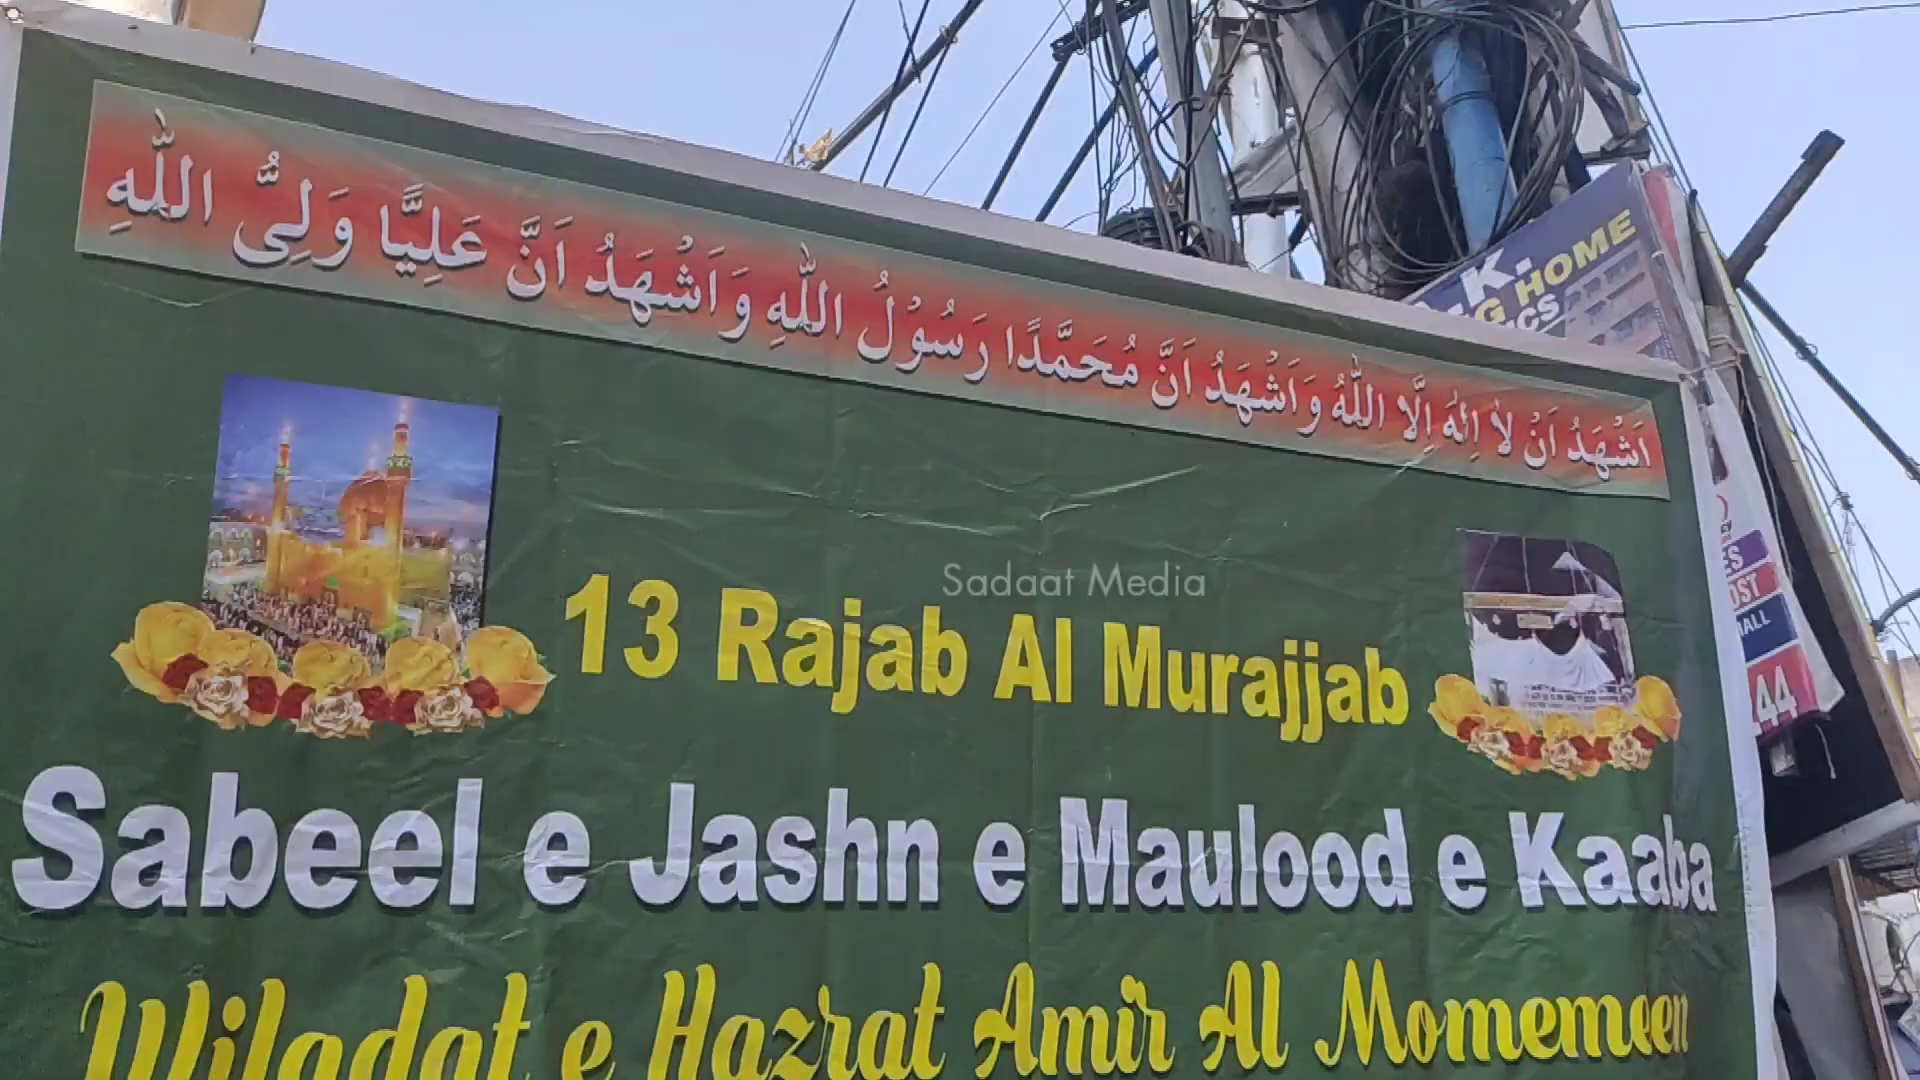 اَشْهَدُ اَنْ لَا اِلٰهَ اِلَّا اللّٰهُ وَاَشْهَدُ اَنَّ مُحَمَّدًا رَسُوْلُ اللّٰهِ وَاَشْهَدُ اَنَّ عَلِيًّا وَلِىُّ اللّٰهِ
K.
HOME
13 Rajab Al Murajjab
Sadaat Media
Sabeel e Jashn e Maulood e Kaaba
Wiladat e Hazrat Amir Al Momemeen
44